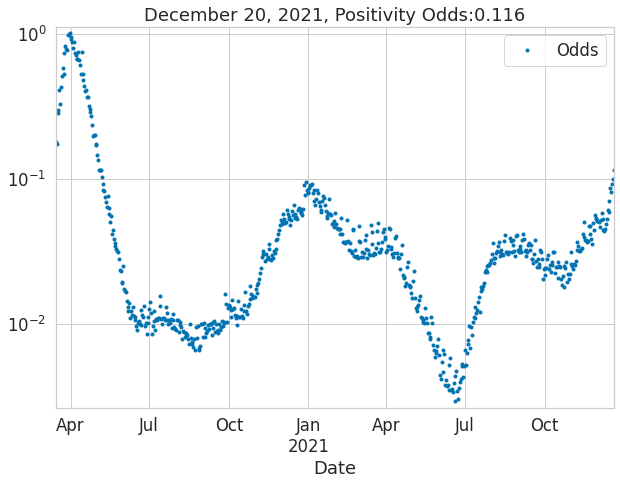 December 20, 2021, Positivity Odds:0.116
Odds
10⁰
10⁻¹
10⁻²
Apr Jul Oct Jan Apr Jul Oct
2021
Date